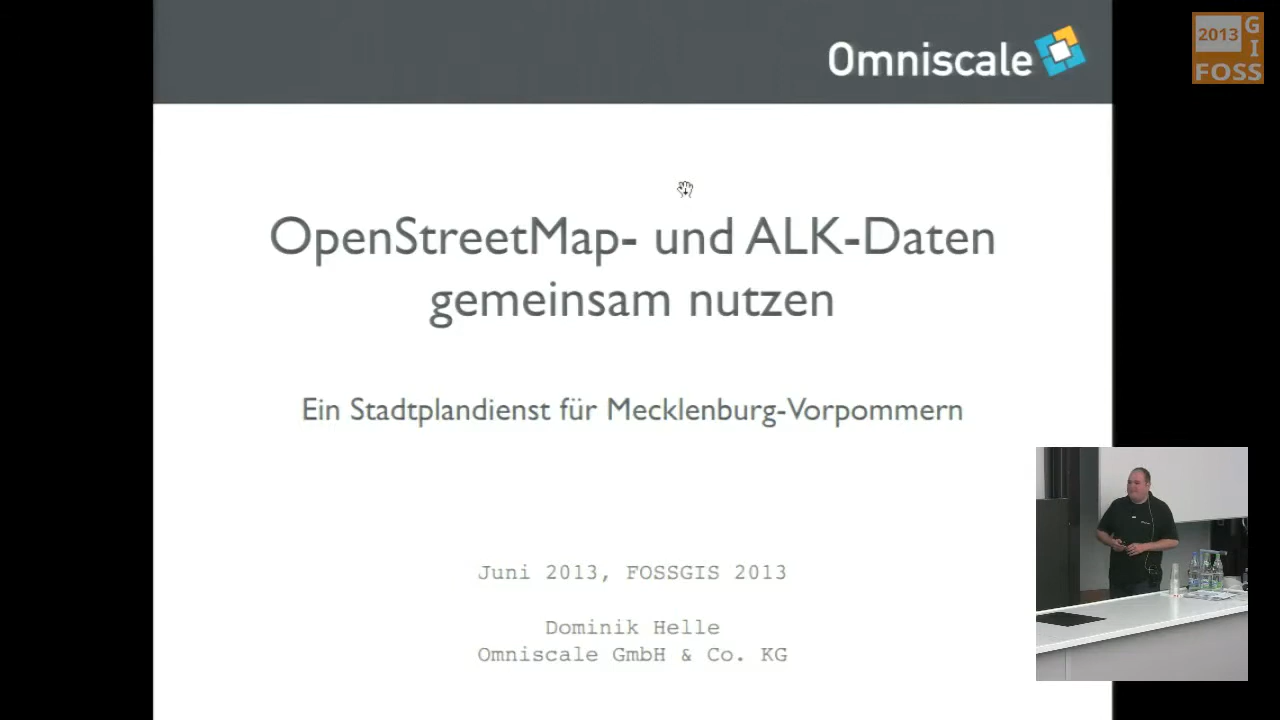 Omniscale
2013 G
I
FOSS
OpenStreetMap- und ALK-Daten
gemeinsam nutzen
Ein Stadtplandienst für Mecklenburg-Vorpommern
Juni 2013, FOSSGIS 2013
Dominik Helle
Omniscale GmbH & Co. KG